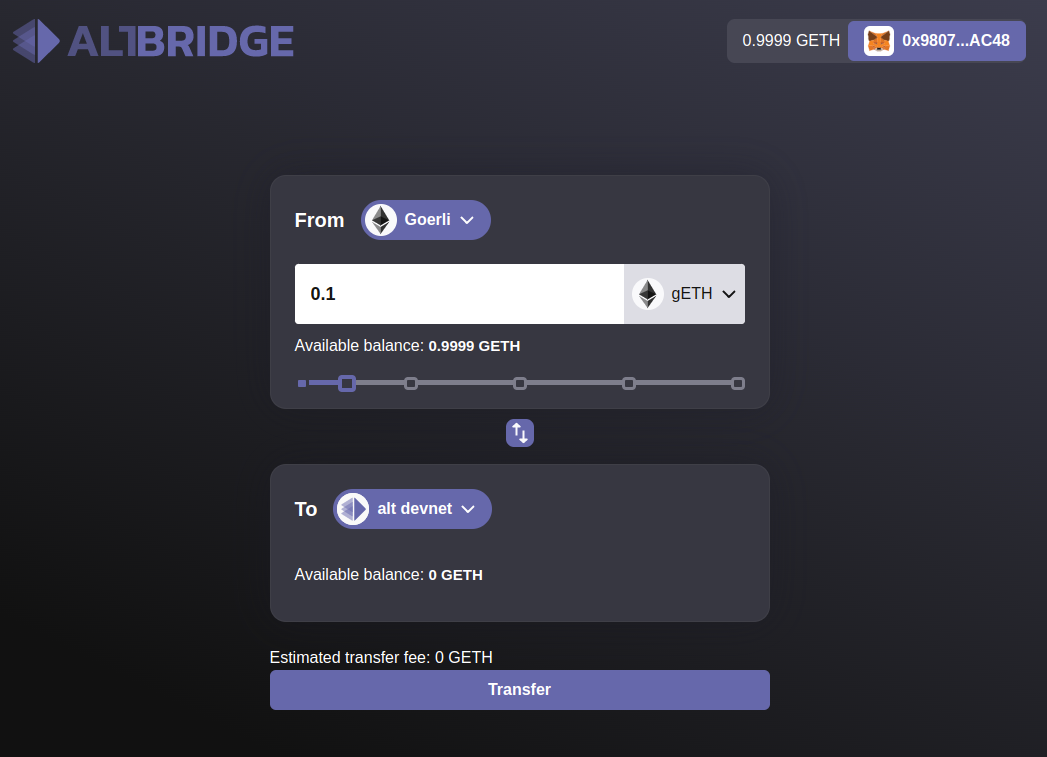 ALTBRIDGE
0.9999 GETH 0x9807...AC48
From Goerli
0.1 gETH
Available balance: 0.9999 GETH
To alt devnet
Available balance: 0 GETH
Estimated transfer fee: 0 GETH
Transfer